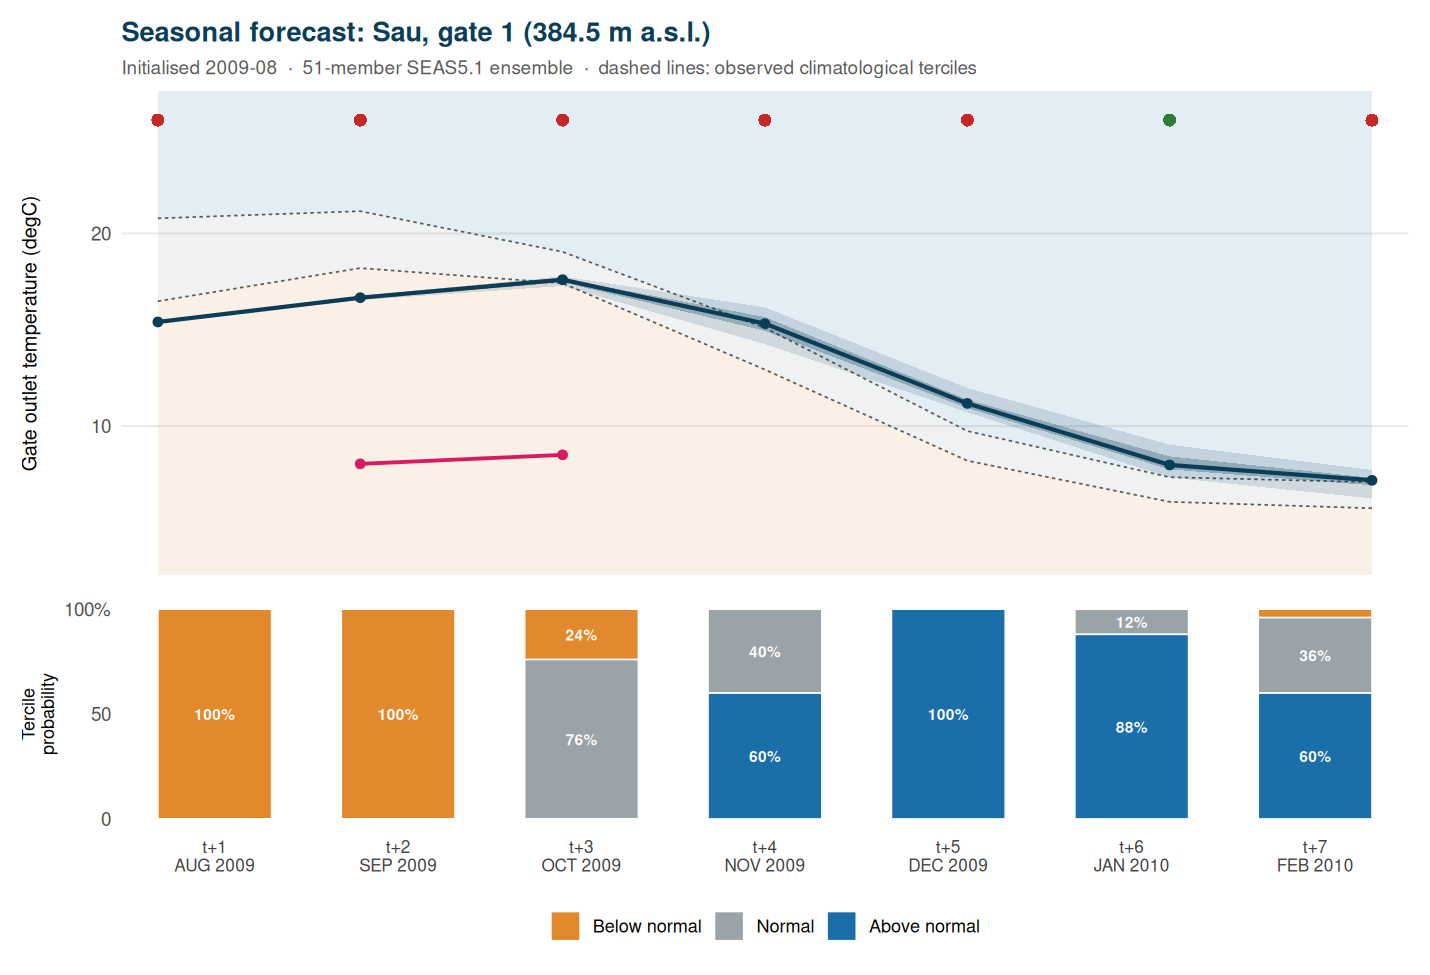 Seasonal forecast: Sau, gate 1 (384.5 m a.s.l.)
Initialised 2009-08 · 51-member SEAS5.1 ensemble · dashed lines: observed climatological terciles
Gate outlet temperature (degC)
20
10
Tercile
probability
100%
50
0
100%
100%
24%
76%
40%
60%
100%
12%
88%
36%
60%
t+1
AUG 2009
t+2
SEP 2009
t+3
OCT 2009
t+4
NOV 2009
t+5
DEC 2009
t+6
JAN 2010
t+7
FEB 2010
Below normal
Normal
Above normal